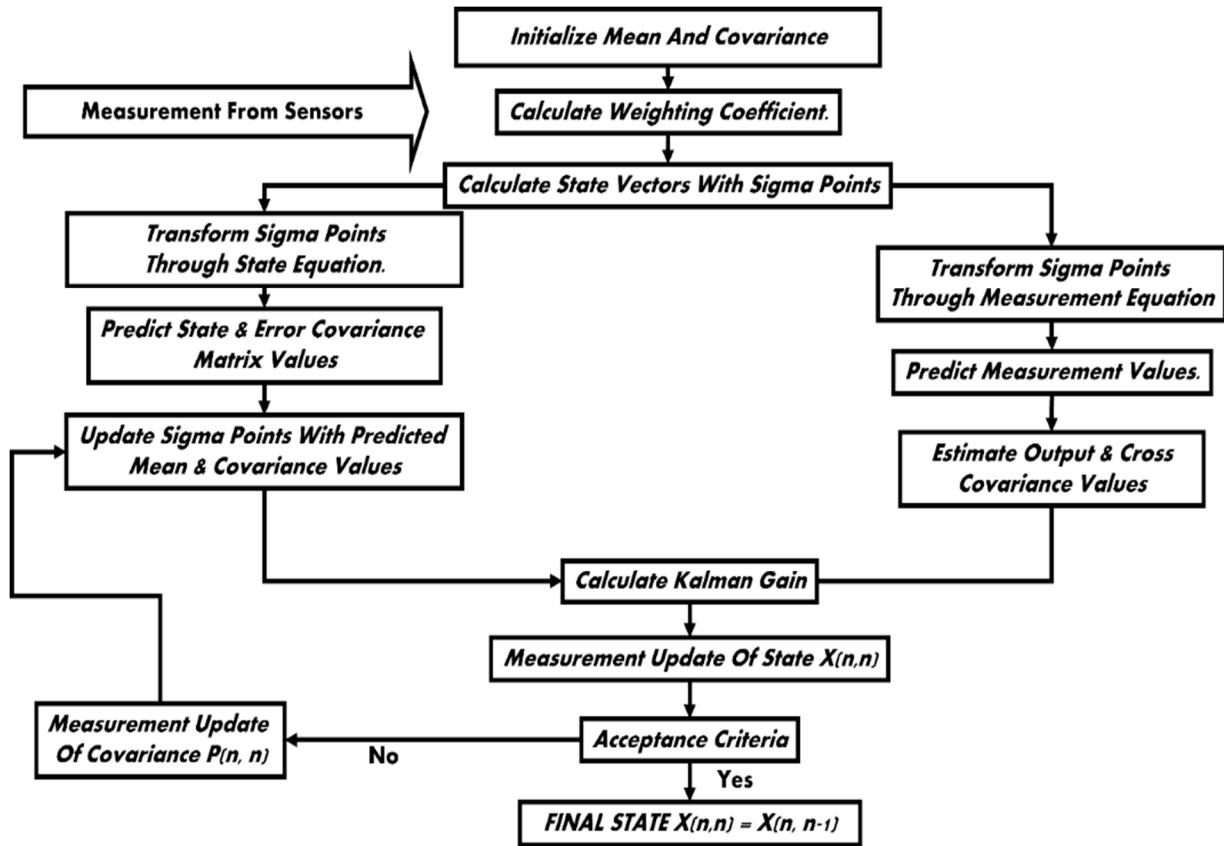 Initialize Mean And Covariance
Measurement From Sensors
Calculate Weighting Coefficient.
Calculate State Vectors With Sigma Points
Transform Sigma Points
Through State Equation.
Predict State & Error Covariance
Matrix Values
Update Sigma Points With Predicted
Mean & Covariance Values
Transform Sigma Points
Through Measurement Equation
Predict Measurement Values.
Estimate Output & Cross
Covariance Values
Calculate Kalman Gain
Measurement Update Of State X(n,n)
Acceptance Criteria
No
Measurement Update
Of Covariance P(n, n)
Yes
FINAL STATE X(n,n) = X(n, n-1)